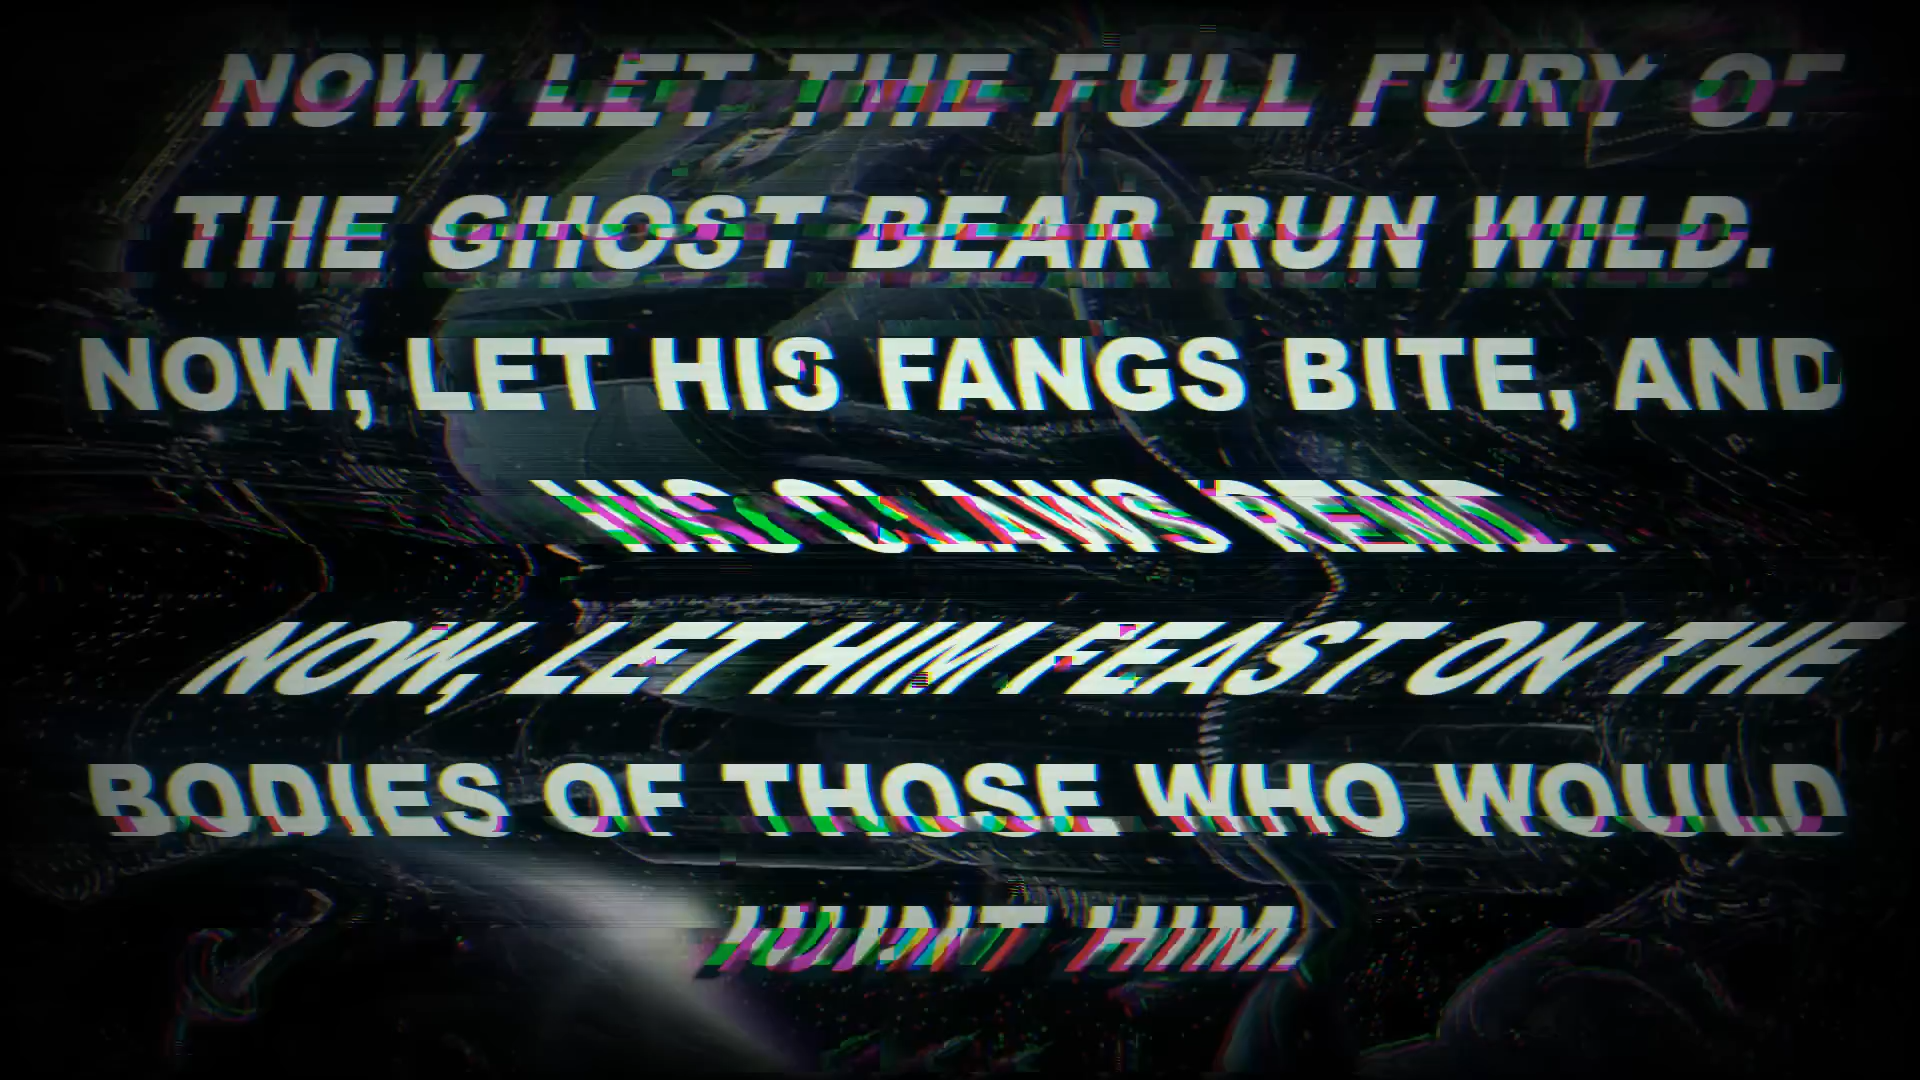 NOW, LET THE FULL FURY OF
THE GHOST BEAR RUN WILD.
NOW, LET HIS FANGS BITE, AND
HIS CLAWS REND.
NOW, LET HIM FEAST ON THE
BODIES OF THOSE WHO WOULD
HUNT HIM.